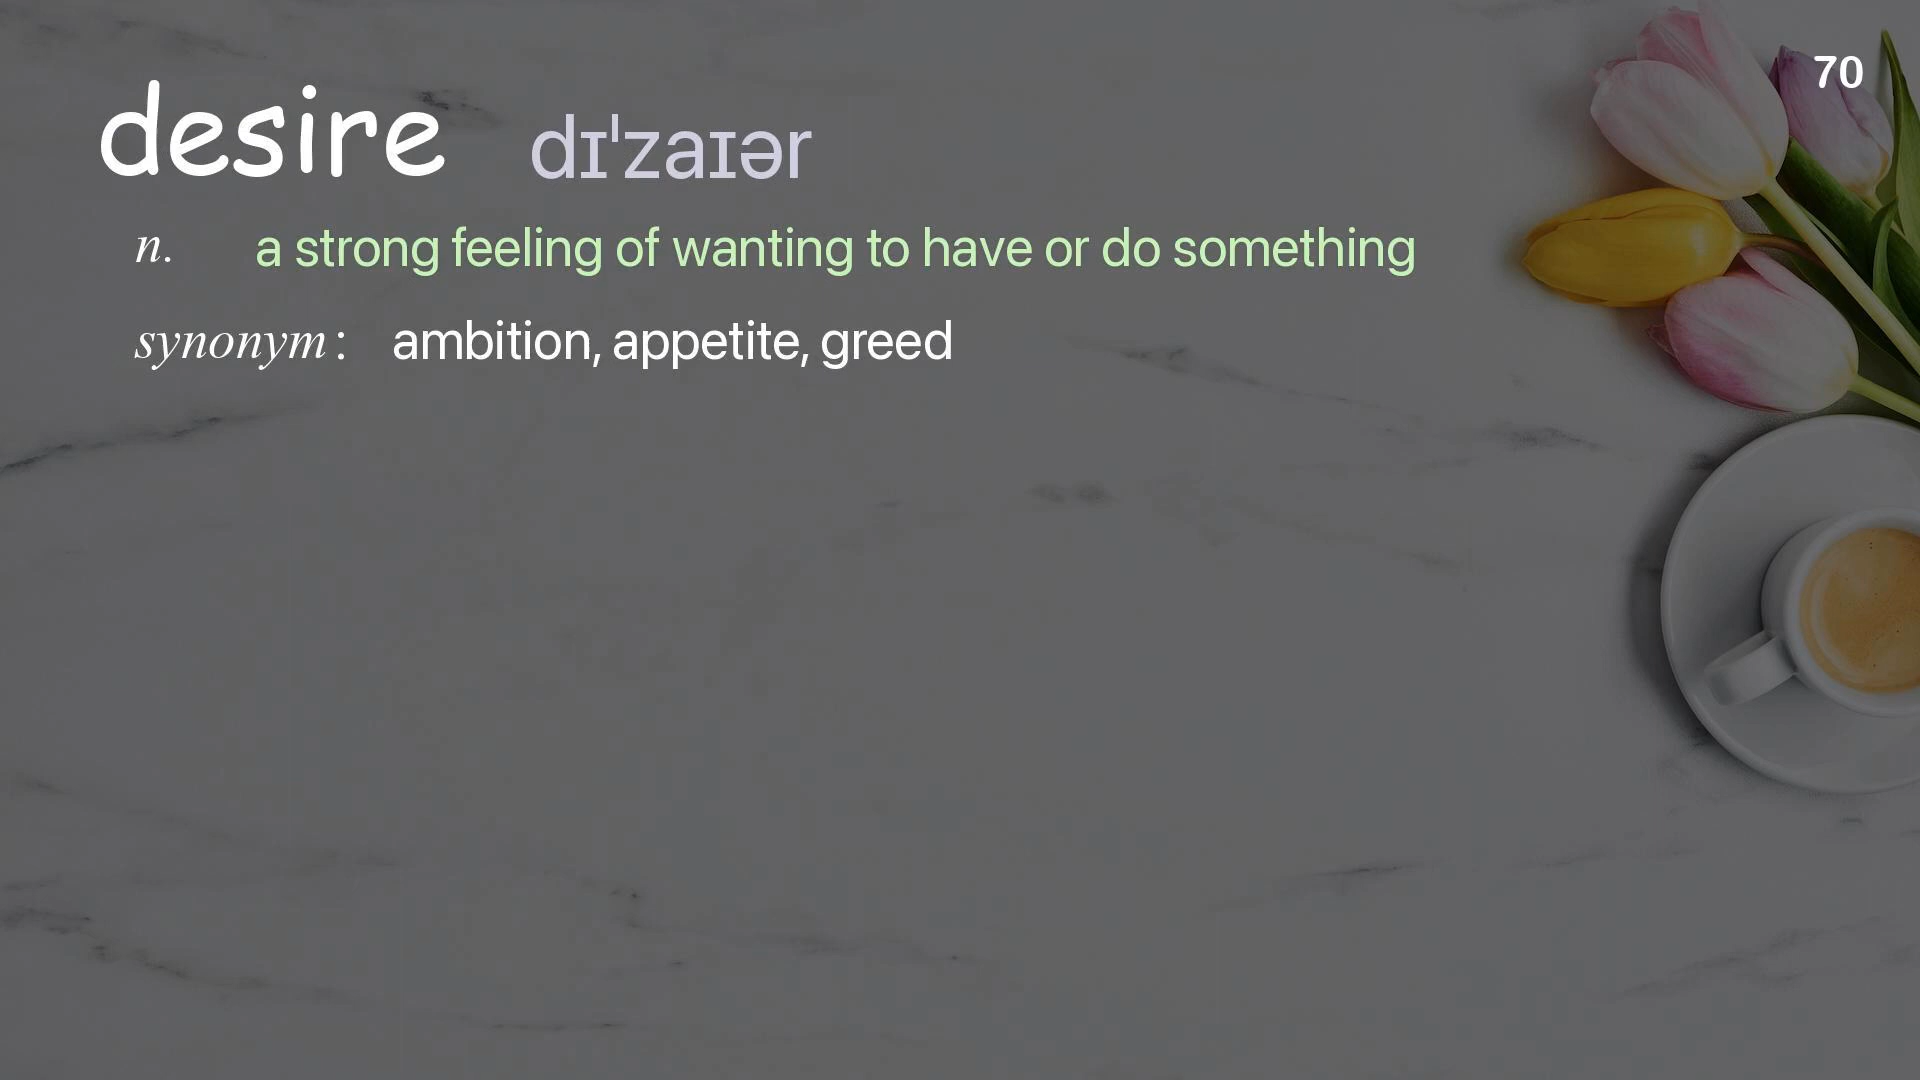 70
desire dɪˈzaɪər
n. a strong feeling of wanting to have or do something
synonym: ambition, appetite, greed